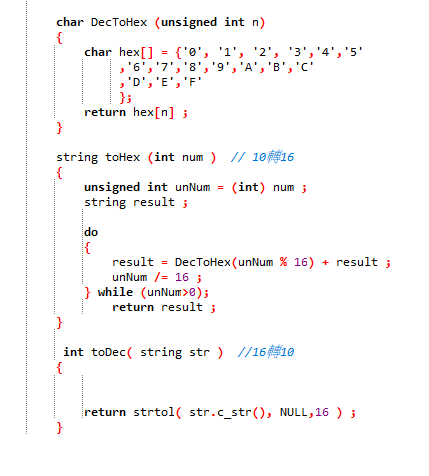 char DecToHex (unsigned int n)
{
char hex[] = {'0', '1', '2', '3','4','5'
,'6','7','8','9','A','B','C'
,'D','E','F'
};
return hex[n] ;
}
string toHex (int num ) // 10轉16
{
unsigned int unNum = (int) num ;
string result ;
do
{
result = DecToHex(unNum % 16) + result ;
unNum /= 16 ;
} while (unNum>0);
return result ;
}
int toDec( string str ) //16轉10
{
return strtol( str.c_str(), NULL,16 ) ;
}